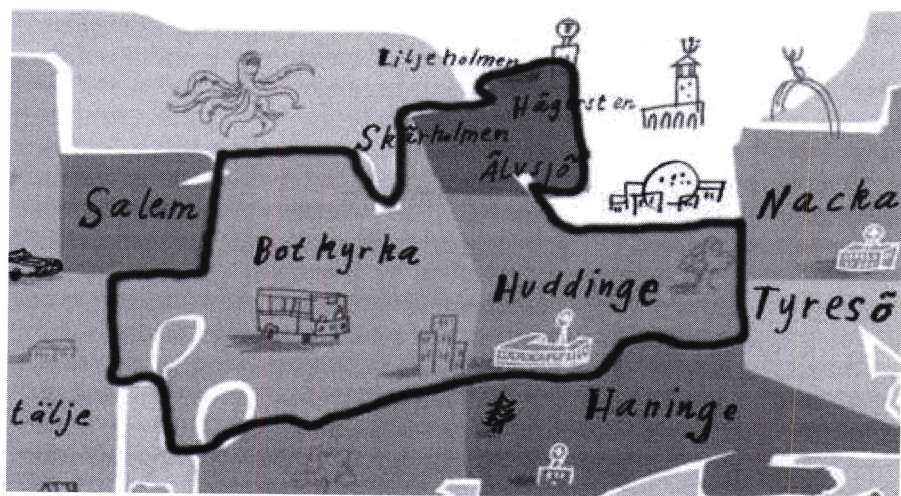 Liljeholmen
Hägersten
Skärholmen
Älvsjö
Salem
Nacka
Botkyrka
Huddinge
Tyresö
tälje
Haninge